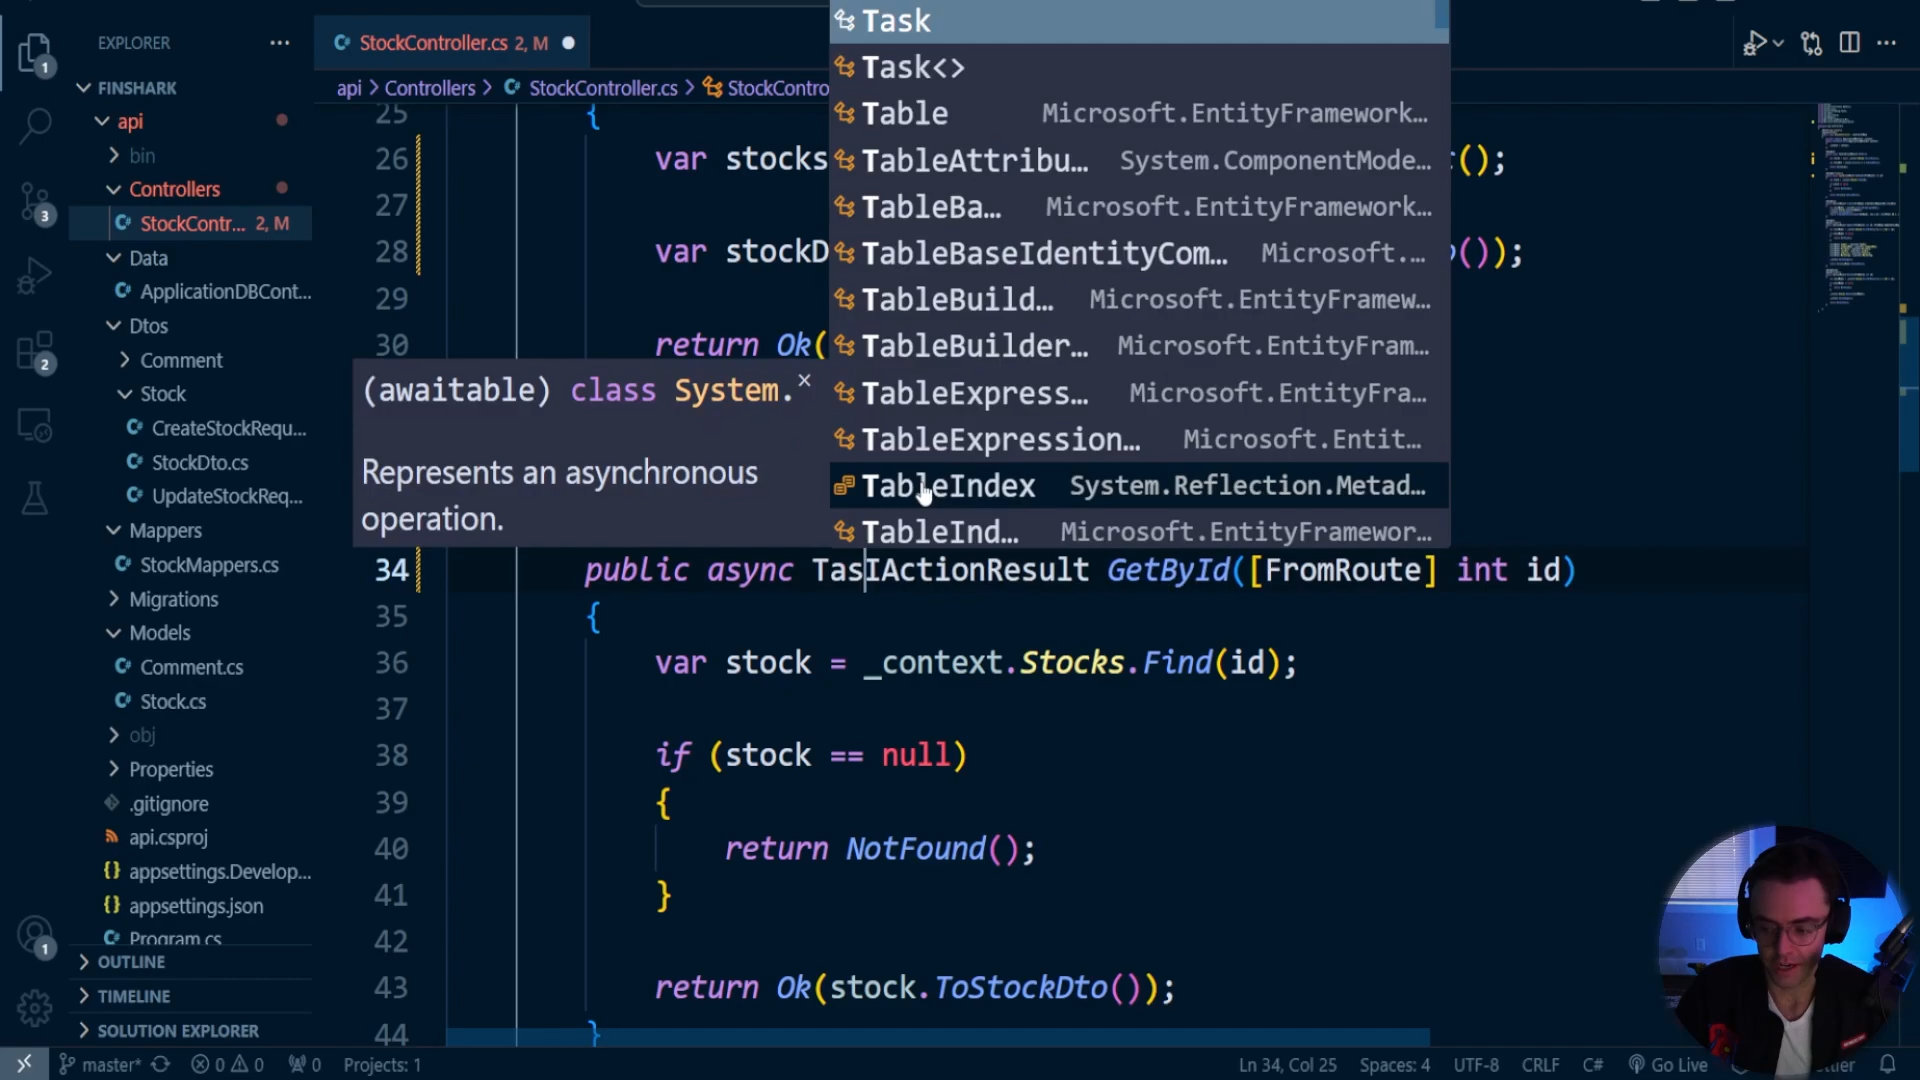 EXPLORER
StockController.cs 2, M
FINSHARK
api > Controllers > StockController.cs > StockContro
api
bin
Controllers
StockContr... 2, M
Data
ApplicationDBCont...
Dtos
Comment
Stock
CreateStockRequ...
StockDto.cs
UpdateStockReq...
Mappers
StockMappers.cs
Migrations
Models
Comment.cs
Stock.cs
obj
Properties
.gitignore
api.csproj
appsettings.Develop...
appsettings.json
Program.cs
OUTLINE
TIMELINE
SOLUTION EXPLORER
1
3
2
1
25 {
26 var stocks ();
27
28 var stockD ());
29
30 return Ok(
Task
Task<>
Table Microsoft.EntityFramework...
TableAttribu... System.ComponentMode...
TableBa... Microsoft.EntityFramework...
TableBaseIdentityCom... Microsoft....
TableBuild... Microsoft.EntityFramew...
TableBuilder... Microsoft.EntityFram...
TableExpress... Microsoft.EntityFra...
TableExpression... Microsoft.Entit...
TableIndex System.Reflection.Metad...
TableInd... Microsoft.EntityFramewor...
(awaitable) class System. ×
Represents an asynchronous
operation.
34 public async TasIActionResult GetById([FromRoute] int id)
35 {
36 var stock = _context.Stocks.Find(id);
37
38 if (stock == null)
39 {
40 return NotFound();
41 }
42
43 return Ok(stock.ToStockDto());
44 }
master* 0 0 0 Projects: 1 Ln 34, Col 25 Spaces: 4 UTF-8 CRLF C# Go Live